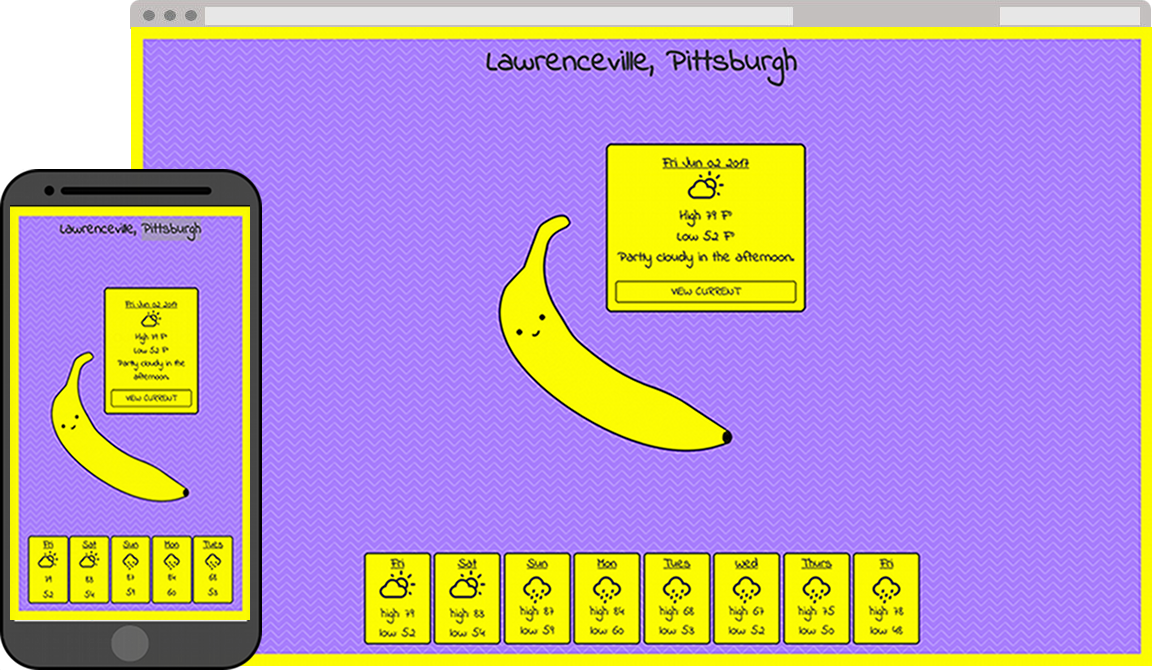 Lawrenceville, Pittsburgh
Fri Jun 02 2017
High 79 F°
Low 52 F°
Partly cloudy in the afternoon.
VIEW CURRENT
Fri
high 79
low 52
Sat
high 83
low 54
Sun
high 87
low 59
Mon
high 84
low 60
Tues
high 68
low 53
Wed
high 67
low 52
Thurs
high 75
low 50
Fri
high 78
low 48
Lawrenceville, Pittsburgh
Fri Jun 02 2017
High 79 F°
Low 52 F°
Partly cloudy in the
afternoon.
VIEW CURRENT
Fri
79
52
Sat
83
54
Sun
87
59
Mon
84
60
Tues
68
53